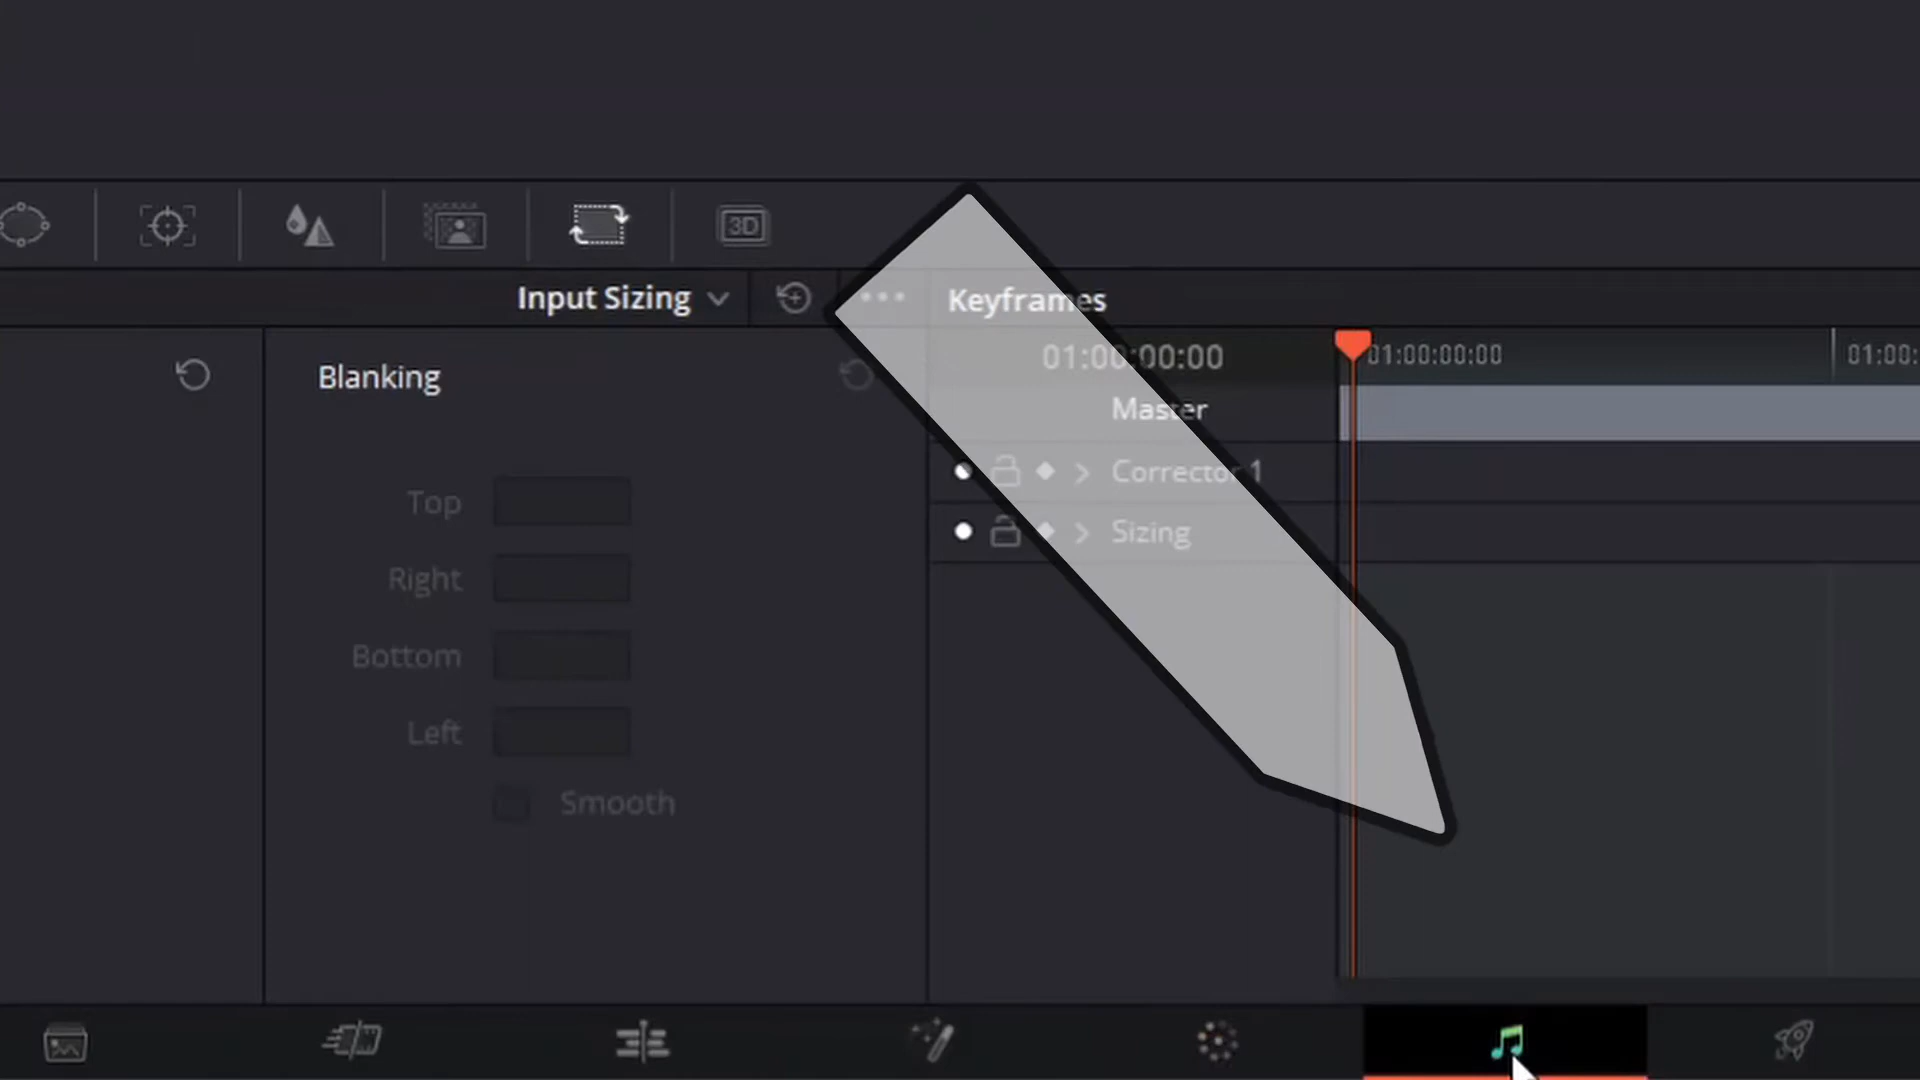 3D
Input Sizing
Keyframes
01:00:00:00
01:00:00:00
01:00:
Blanking
Master
Corrector 1
Sizing
Top
Right
Bottom
Left
Smooth